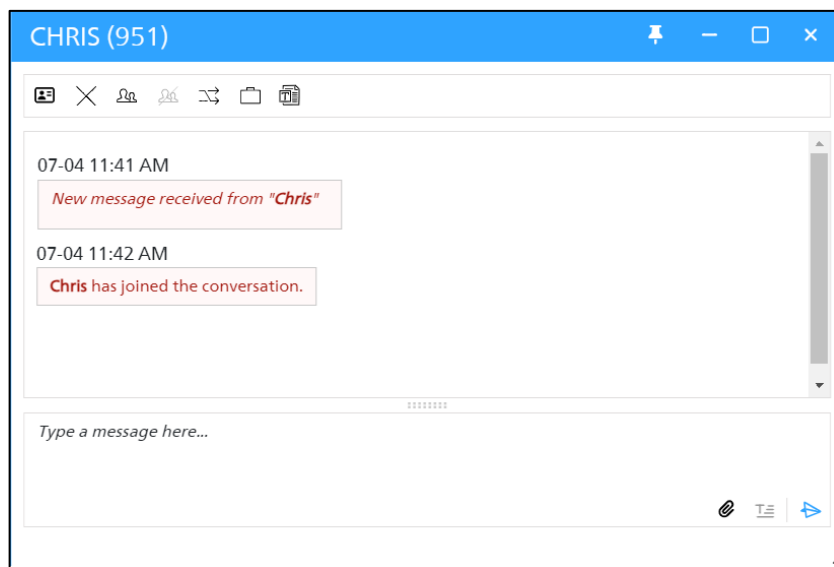 CHRIS (951)
07-04 11:41 AM
New message received from "Chris"
07-04 11:42 AM
Chris has joined the conversation.
Type a message here...